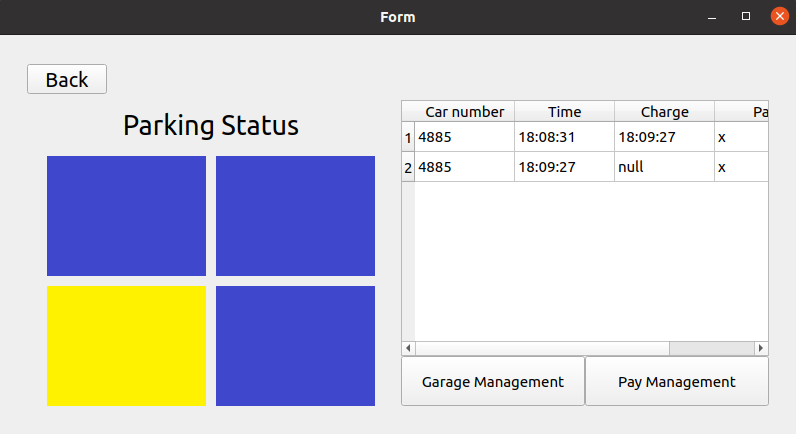 Form
Back
Parking Status
Car number Time Charge Pa
1 4885 18:08:31 18:09:27 x
2 4885 18:09:27 null x
Garage Management Pay Management